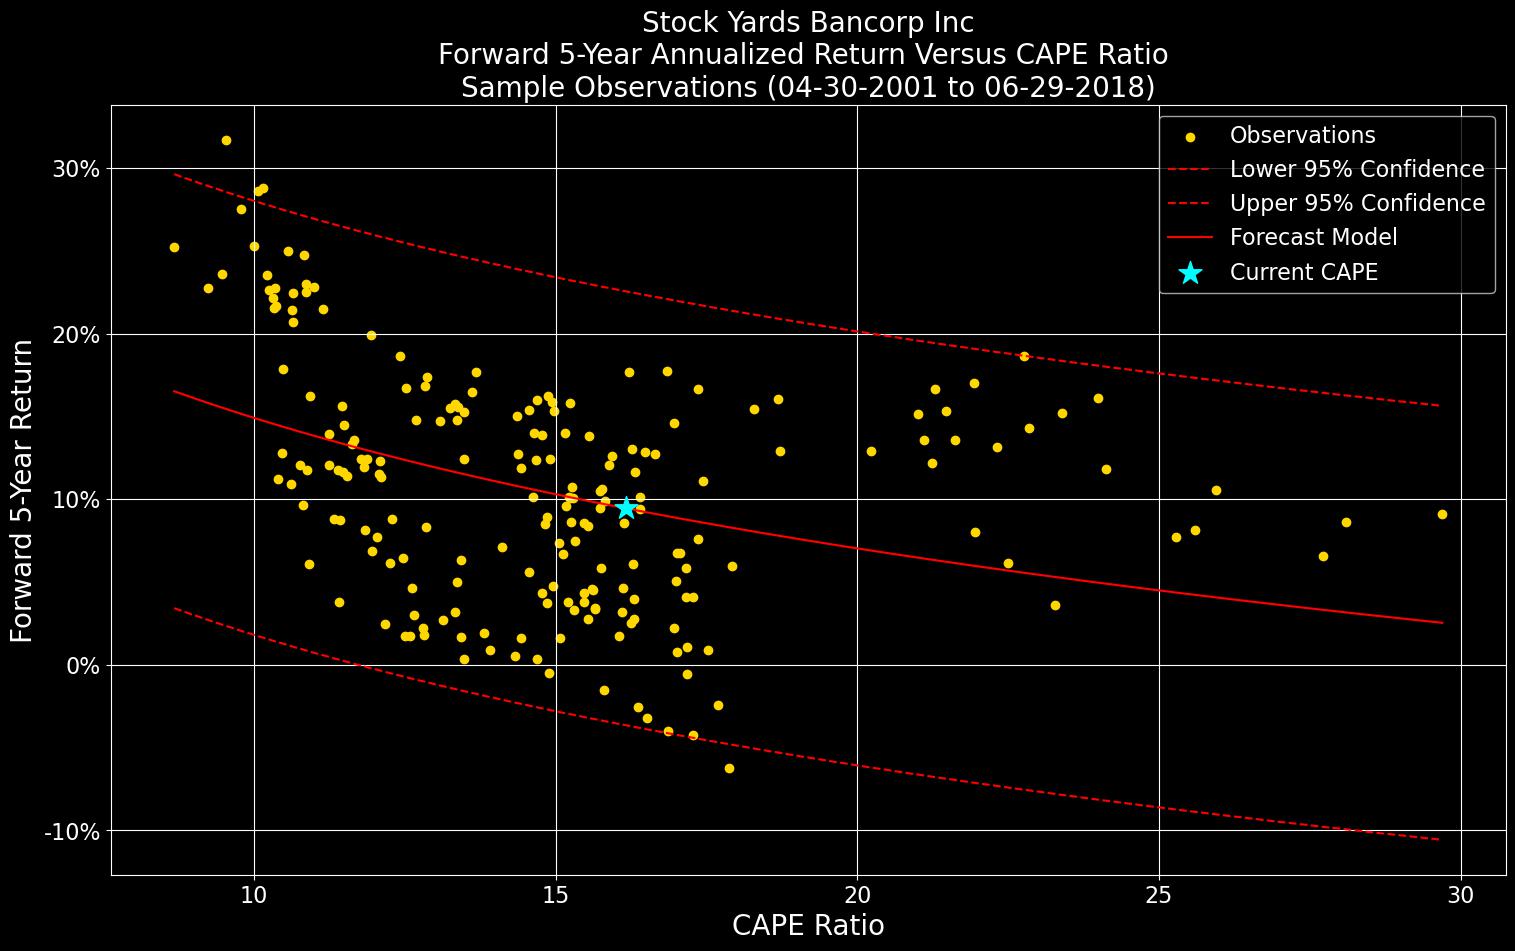 Stock Yards Bancorp Inc
Forward 5-Year Annualized Return Versus CAPE Ratio
Sample Observations (04-30-2001 to 06-29-2018)
Observations
Lower 95% Confidence
Upper 95% Confidence
Forecast Model
Current CAPE
Forward 5-Year Return
30%
20%
10%
0%
-10%
10
15
20
25
30
CAPE Ratio